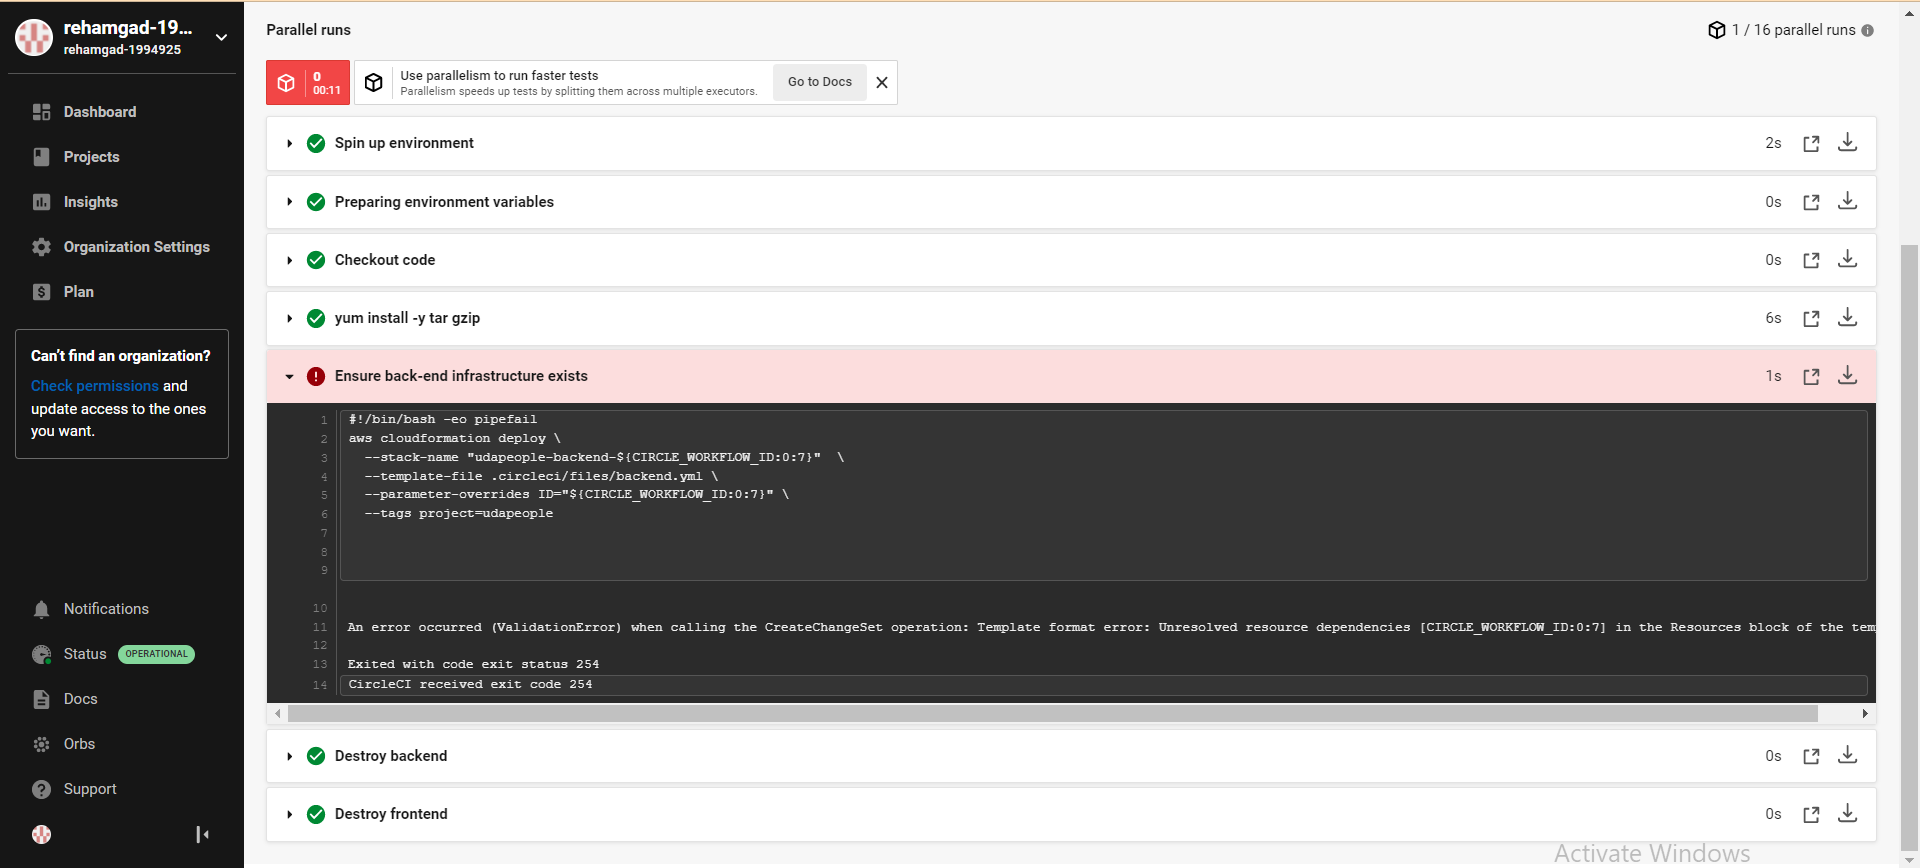 rehamgad-19...
rehamgad-1994925
Dashboard
Projects
Insights
Organization Settings
Plan
Can't find an organization?
Check permissions and
update access to the ones
you want.
Notifications
Status OPERATIONAL
Docs
Orbs
Support
Parallel runs
1 / 16 parallel runs
0
00:11
Use parallelism to run faster tests
Parallelism speeds up tests by splitting them across multiple executors.
Go to Docs
Spin up environment 2s
Preparing environment variables 0s
Checkout code 0s
yum install -y tar gzip 6s
Ensure back-end infrastructure exists 1s
1 #!/bin/bash -eo pipefail
2 aws cloudformation deploy \
3 --stack-name "udapeople-backend-${CIRCLE_WORKFLOW_ID:0:7}" \
4 --template-file .circleci/files/backend.yml \
5 --parameter-overrides ID="${CIRCLE_WORKFLOW_ID:0:7}" \
6 --tags project=udapeople
7
8
9
10
11 An error occurred (ValidationError) when calling the CreateChangeSet operation: Template format error: Unresolved resource dependencies [CIRCLE_WORKFLOW_ID:0:7] in the Resources block of the tem
12
13 Exited with code exit status 254
14 CircleCI received exit code 254
Destroy backend 0s
Destroy frontend 0s
Activate Windows